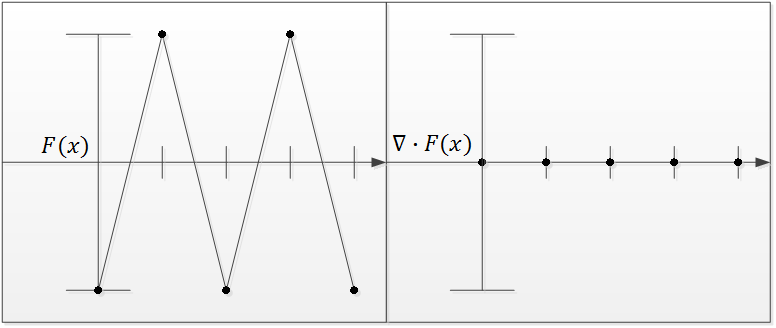 F(x)
∇ · F(x)